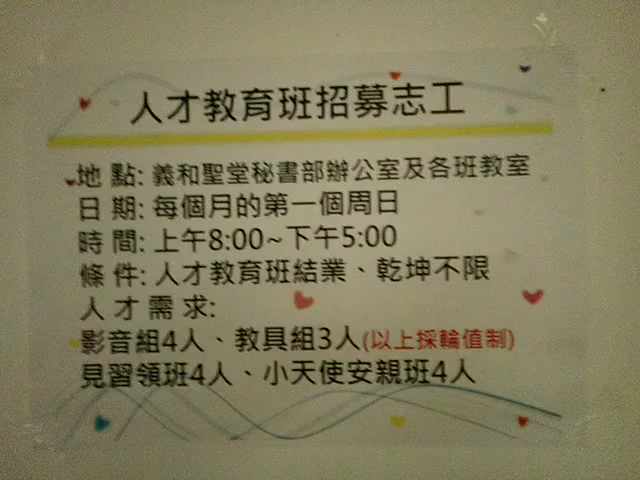 人才教育班招募志工
地 點: 義和聖堂秘書部辦公室及各班教室
日 期: 每個月的第一個周日
時 間: 上午8:00~下午5:00
條 件: 人才教育班結業、乾坤不限
人 才 需 求:
影音組4人、教具組3人(以上採輪值制)
見習領班4人、小天使安親班4人